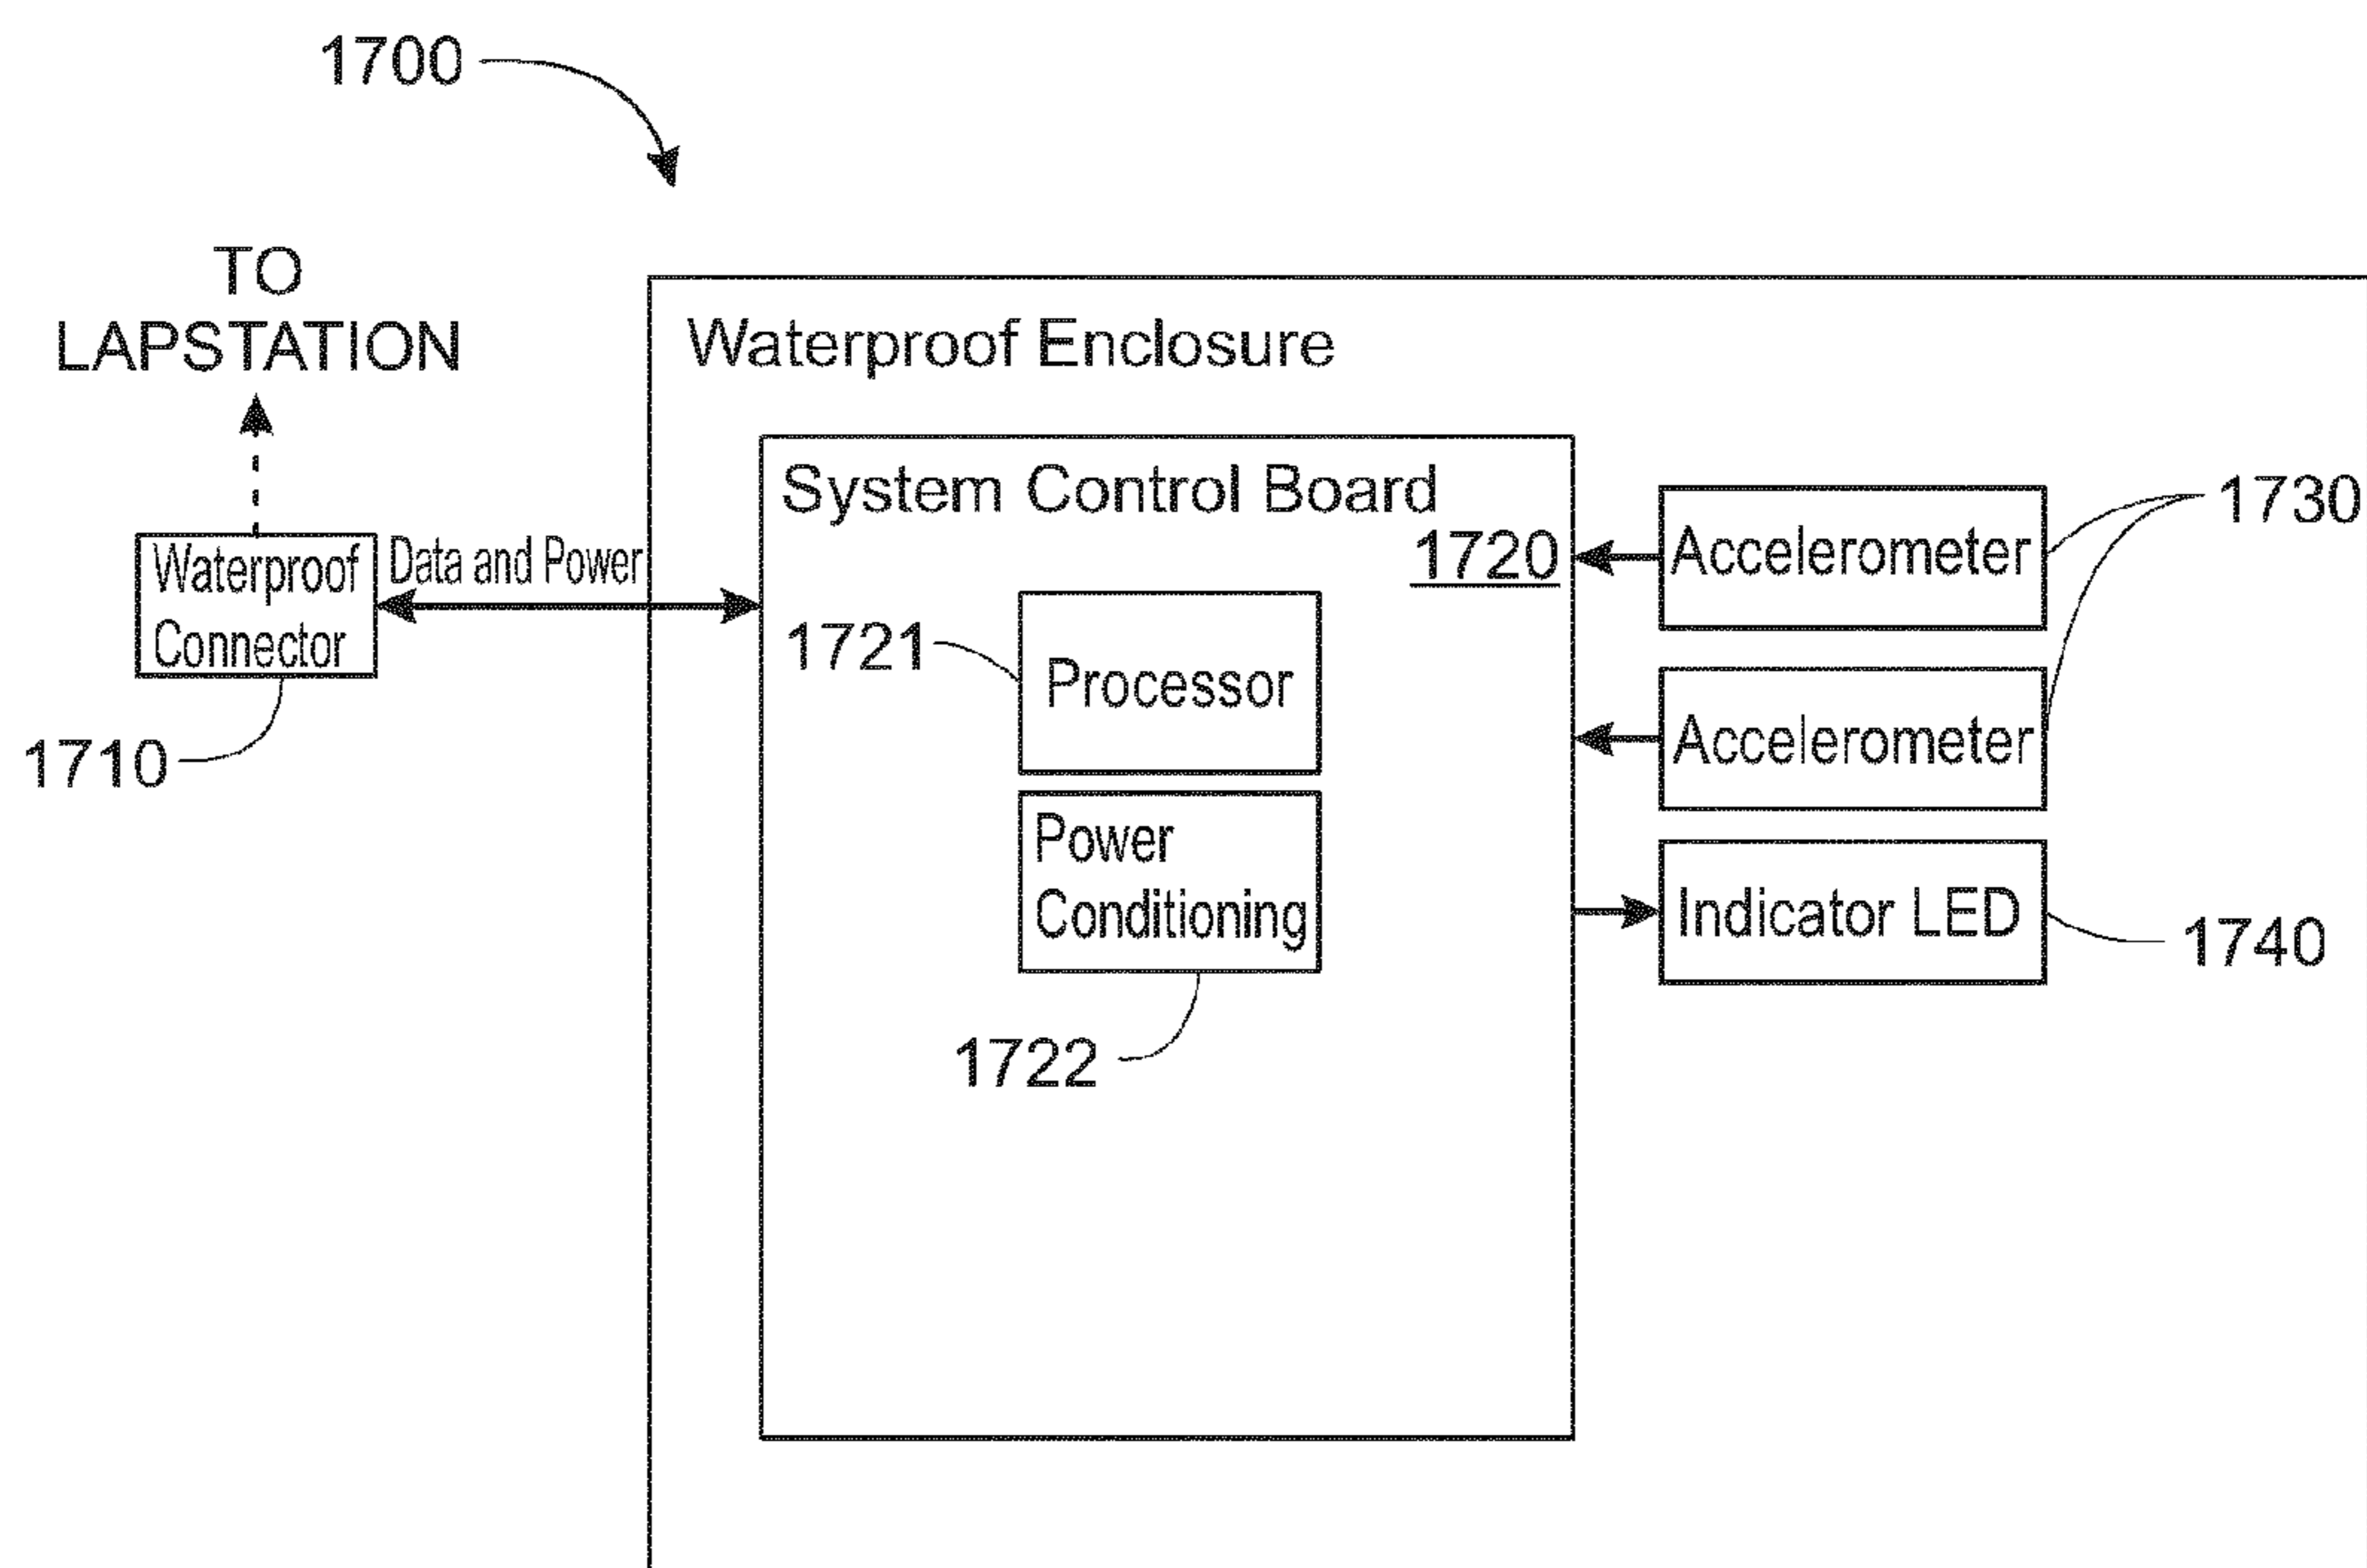 1700
TO
LAPSTATION
Waterproof Enclosure
System Control Board
1720
Waterproof
Connector
Data and Power
1710
1721
Processor
Power
Conditioning
1722
Accelerometer
1730
Accelerometer
Indicator LED
1740